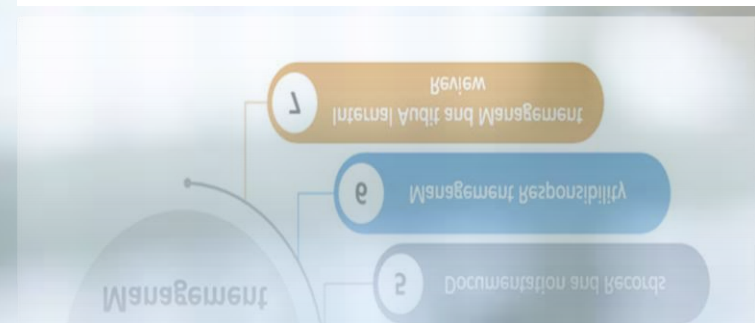 Management
5 Documentation and Records
6 Management Responsibility
7 Internal Audit and Management
Review